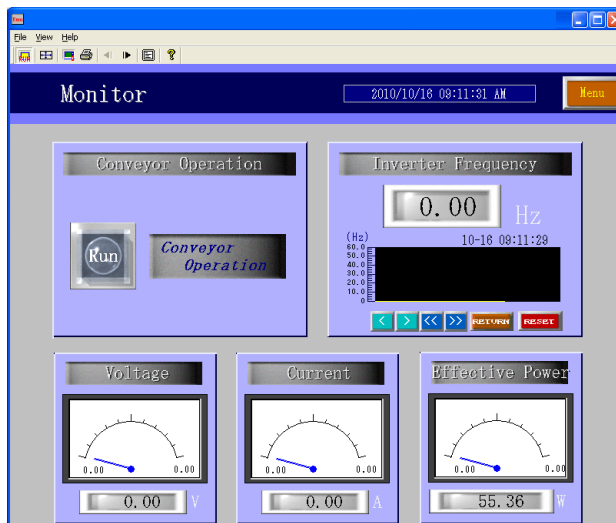 File View Help
RUN
Monitor
2010/10/16 09:11:31 AM
Menu
Conveyor Operation
Run
Conveyor
Operation
Inverter Frequency
0.00
Hz
(Hz)
10-16 09:11:29
60.0
50.0
40.0
30.0
20.0
10.0
0
< > << >> RETURN RESET
Voltage
0.00 0.00
0.00 V
Current
0.00 0.00
0.00 A
Effective Power
0.00 0.00
55.36 W